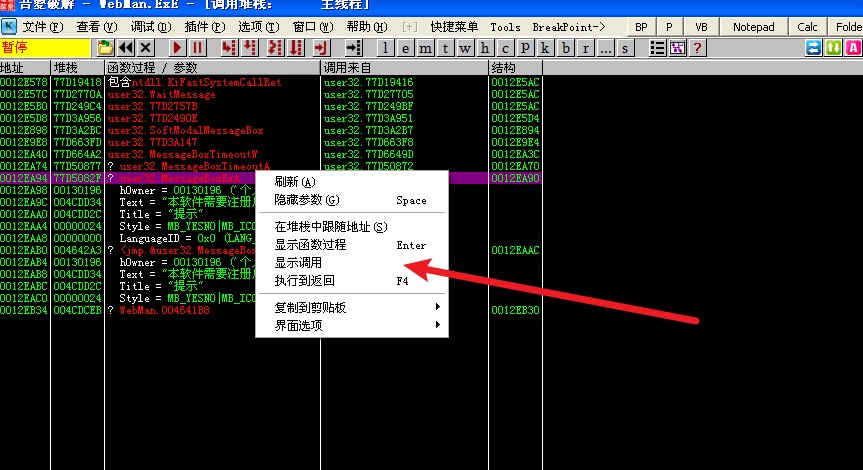 吾爱破解 - WebMan.ExE - [调用堆栈: 主线程]
K 文件(F) 查看(V) 调试(D) 插件(P) 选项(T) 窗口(W) 帮助(H) [+] 快捷菜单 Tools BreakPoint-> BP P VB Notepad Calc
暂停 l e m t w h c p k b r ... s ?
地址 堆栈 函数过程 / 参数 调用来自 结构
0012E578 77D19418 包含ntdll.KiFastSystemCallRet user32.77D19416 0012E5AC
0012E57C 77D2770A user32.WaitMessage user32.77D27705 0012E5AC
0012E5B0 77D249C4 user32.77D2757B user32.77D249BF 0012E5AC
0012E5D8 77D3A956 user32.77D2490E user32.77D3A951 0012E5D4
0012E898 77D3A2BC user32.SoftModalMessageBox user32.77D3A2B7 0012E894
0012E9E8 77D663FD user32.77D3A147 user32.77D663F8 0012E9E4
0012EA40 77D664A2 user32.MessageBoxTimeoutW user32.77D6649D 0012EA3C
0012EA74 77D50877 ? user32.MessageBoxTimeoutA user32.77D50872 0012EA70
0012EA94 77D5082F ? user32.MessageBoxExA 0012EA90
0012EA98 00130196 hOwner = 00130196 ('个人
0012EA9C 004CDD34 Text = "本软件需要注册
0012EAA0 004CDD2C Title = "提示"
0012EAA4 00000024 Style = MB_YESNO|MB_ICO
0012EAA8 00000000 LanguageID = 0x0 (LANG_
0012EAB0 004642A3 ? <jmp.&user32.MessageBox 0012EAAC
0012EAB4 00130196 hOwner = 00130196 ('个人
0012EAB8 004CDD34 Text = "本软件需要注册
0012EABC 004CDD2C Title = "提示"
0012EAC0 00000024 Style = MB_YESNO|MB_ICO
0012EB34 004CDCEB ? WebMan.004641B8 0012EB30
刷新(A)
隐藏参数(G) Space
在堆栈中跟随地址(S)
显示函数过程 Enter
显示调用
执行到返回 F4
复制到剪贴板
界面选项